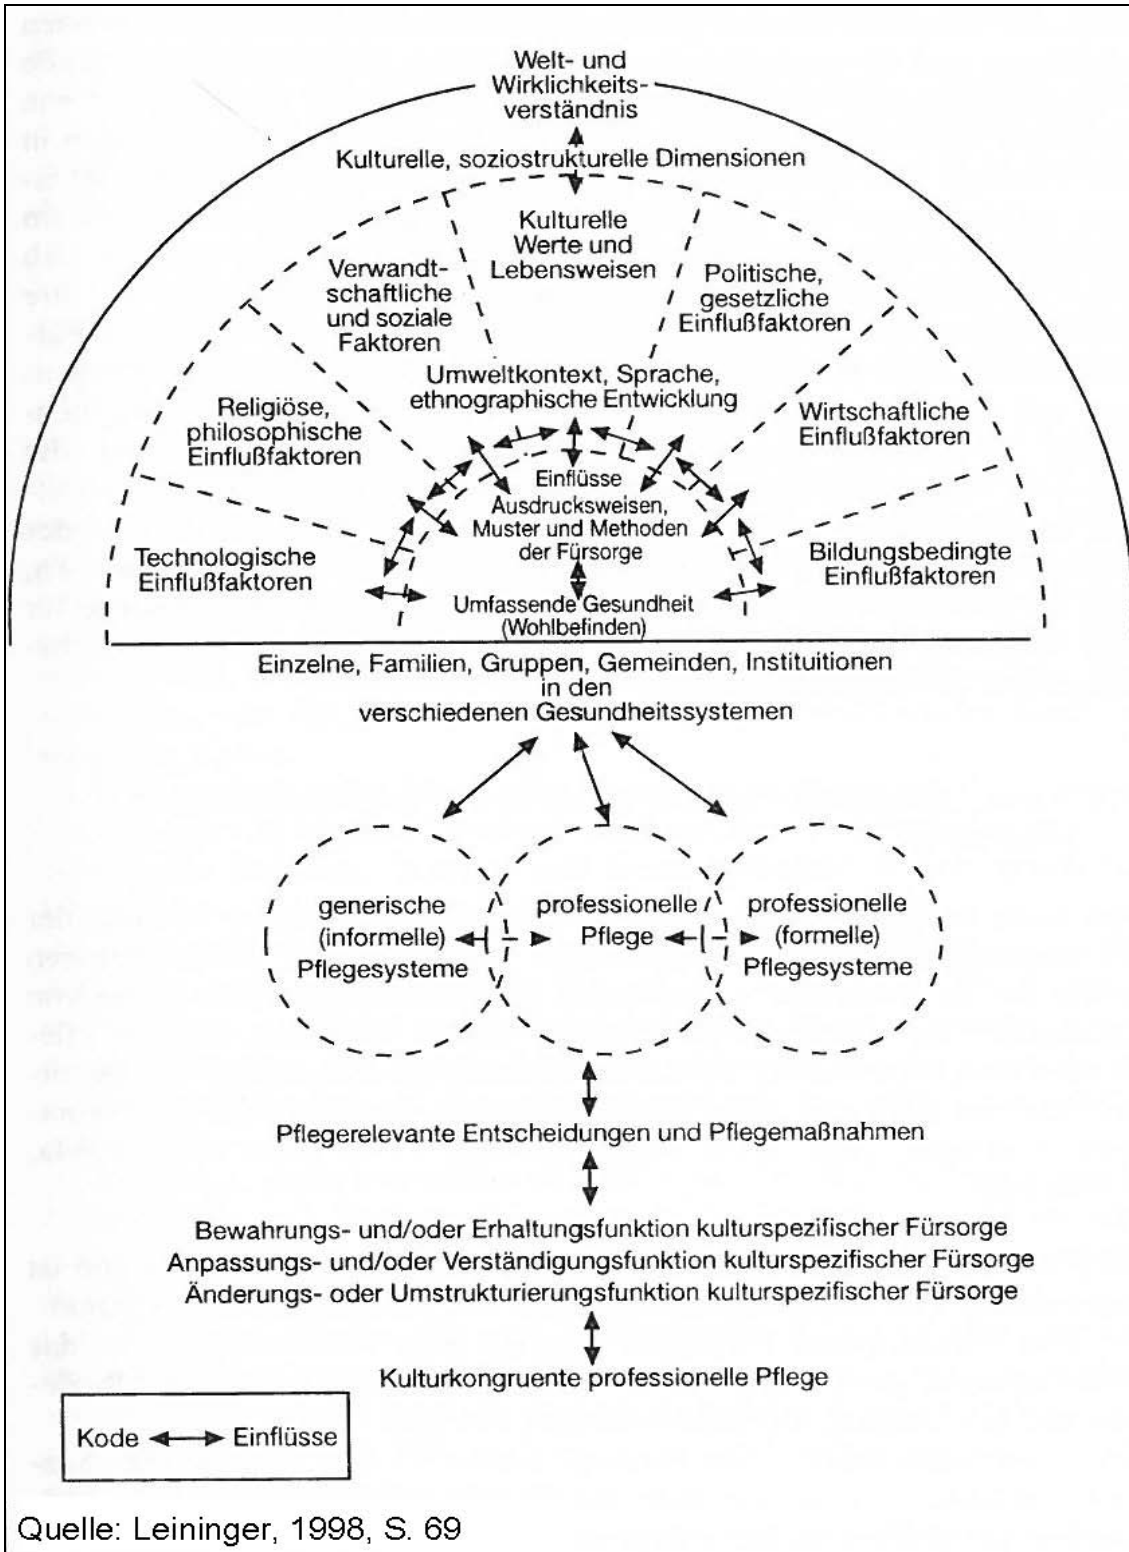 Welt- und
Wirklichkeits-
verständnis
Kulturelle, soziostrukturelle Dimensionen
Kulturelle
Werte und
Lebensweisen
Verwandt-
schaftliche
und soziale
Faktoren
Politische,
gesetzliche
Einflußfaktoren
Umweltkontext, Sprache,
ethnographische Entwicklung
Religiöse,
philosophische
Einflußfaktoren
Wirtschaftliche
Einflußfaktoren
Einflüsse
Ausdrucksweisen,
Muster und Methoden
der Fürsorge
Technologische
Einflußfaktoren
Bildungsbedingte
Einflußfaktoren
Umfassende Gesundheit
(Wohlbefinden)
Einzelne, Familien, Gruppen, Gemeinden, Instituitionen
in den
verschiedenen Gesundheitssystemen
generische
(informelle)
Pflegesysteme
professionelle
Pflege
professionelle
(formelle)
Pflegesysteme
Pflegerelevante Entscheidungen und Pflegemaßnahmen
Bewahrungs- und/oder Erhaltungsfunktion kulturspezifischer Fürsorge
Anpassungs- und/oder Verständigungsfunktion kulturspezifischer Fürsorge
Änderungs- oder Umstrukturierungsfunktion kulturspezifischer Fürsorge
Kulturkongruente professionelle Pflege
Kode Einflüsse
Quelle: Leininger, 1998, S. 69